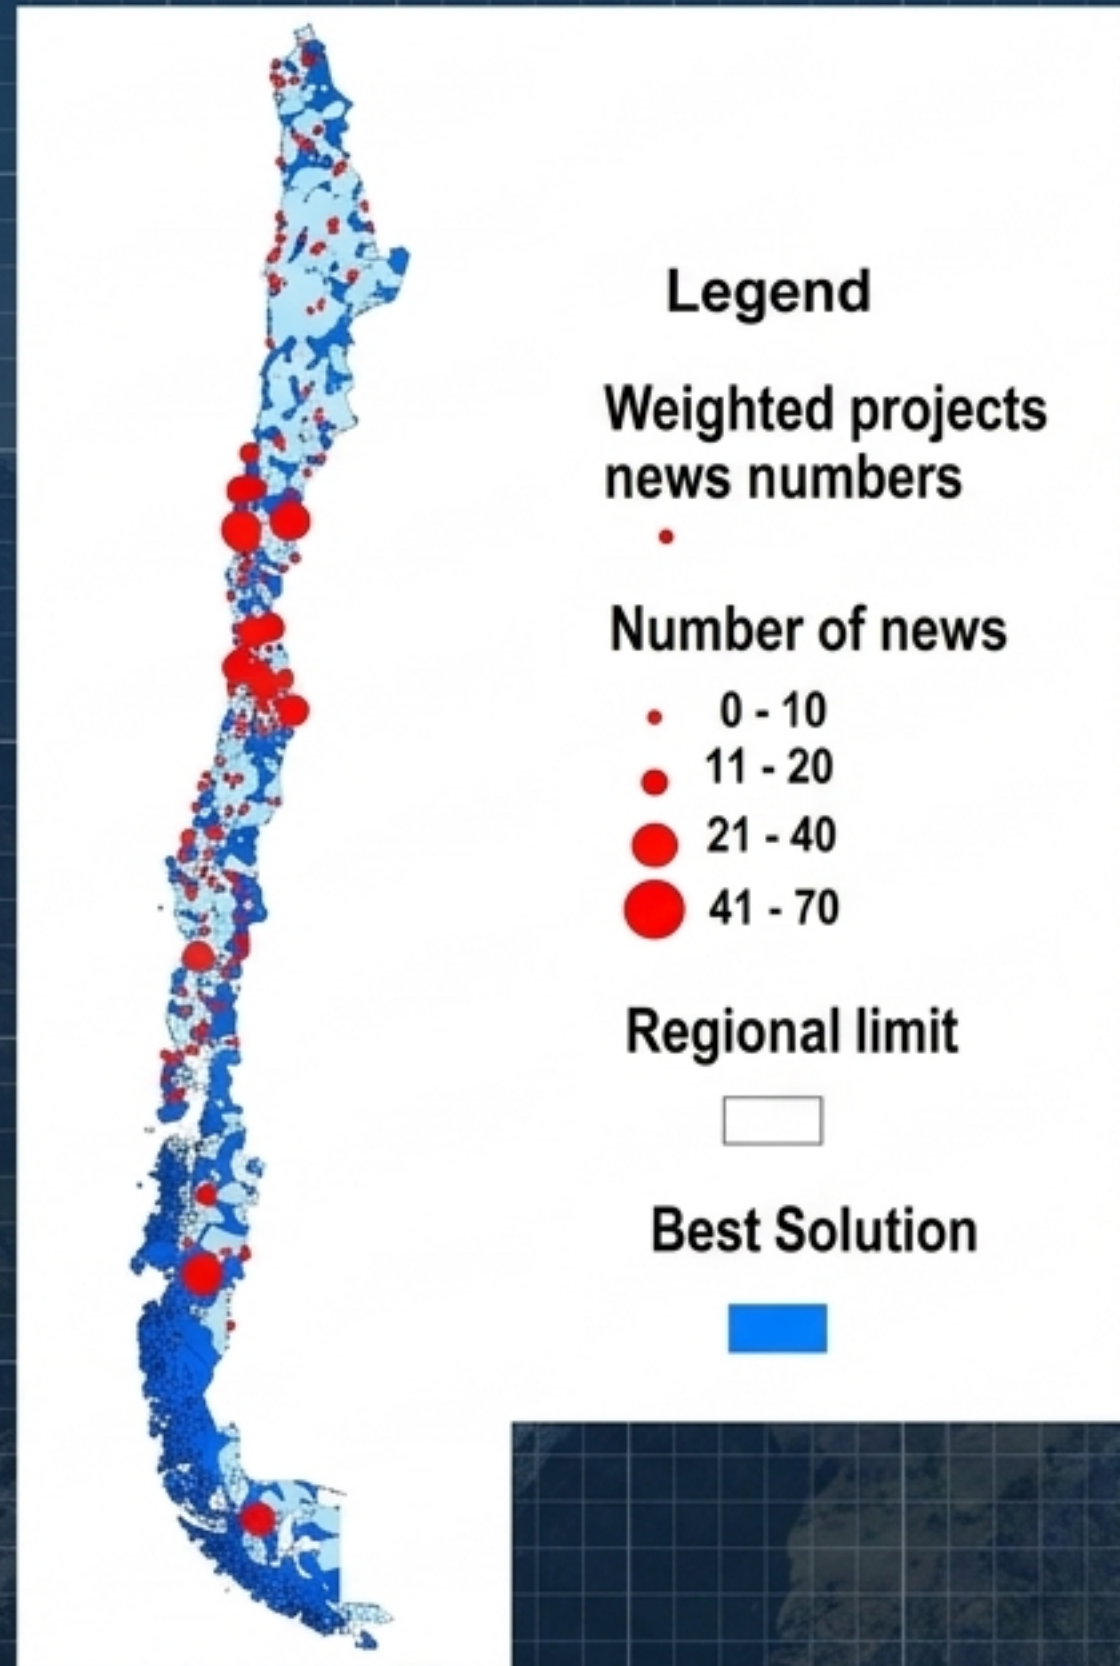 Legend
Weighted projects
news numbers
Number of news
0 - 10
11 - 20
21 - 40
41 - 70
Regional limit
Best Solution